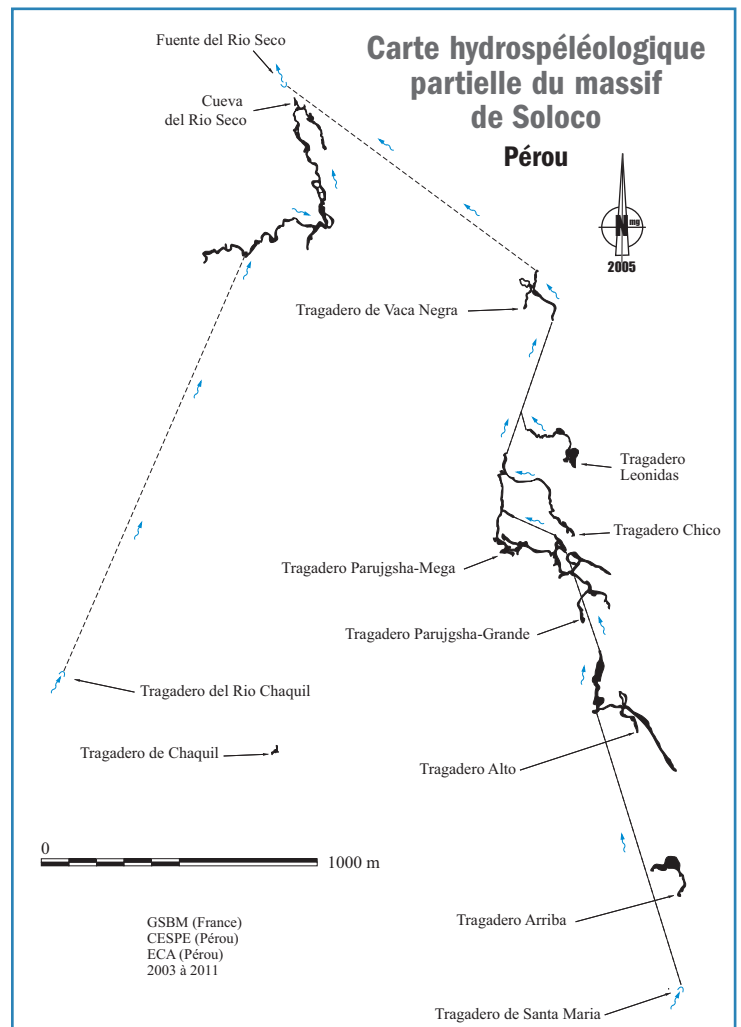 Fuente del Rio Seco
Carte hydrospéléologique
partielle du massif
de Soloco
Pérou
Cueva
del Rio Seco
N mg
2005
Tragadero de Vaca Negra
Tragadero
Leonidas
Tragadero Chico
Tragadero Parujgsha-Mega
Tragadero Parujgsha-Grande
Tragadero del Rio Chaquil
Tragadero de Chaquil
Tragadero Alto
0
1000 m
GSBM (France)
CESPE (Pérou)
ECA (Pérou)
2003 à 2011
Tragadero Arriba
Tragadero de Santa Maria